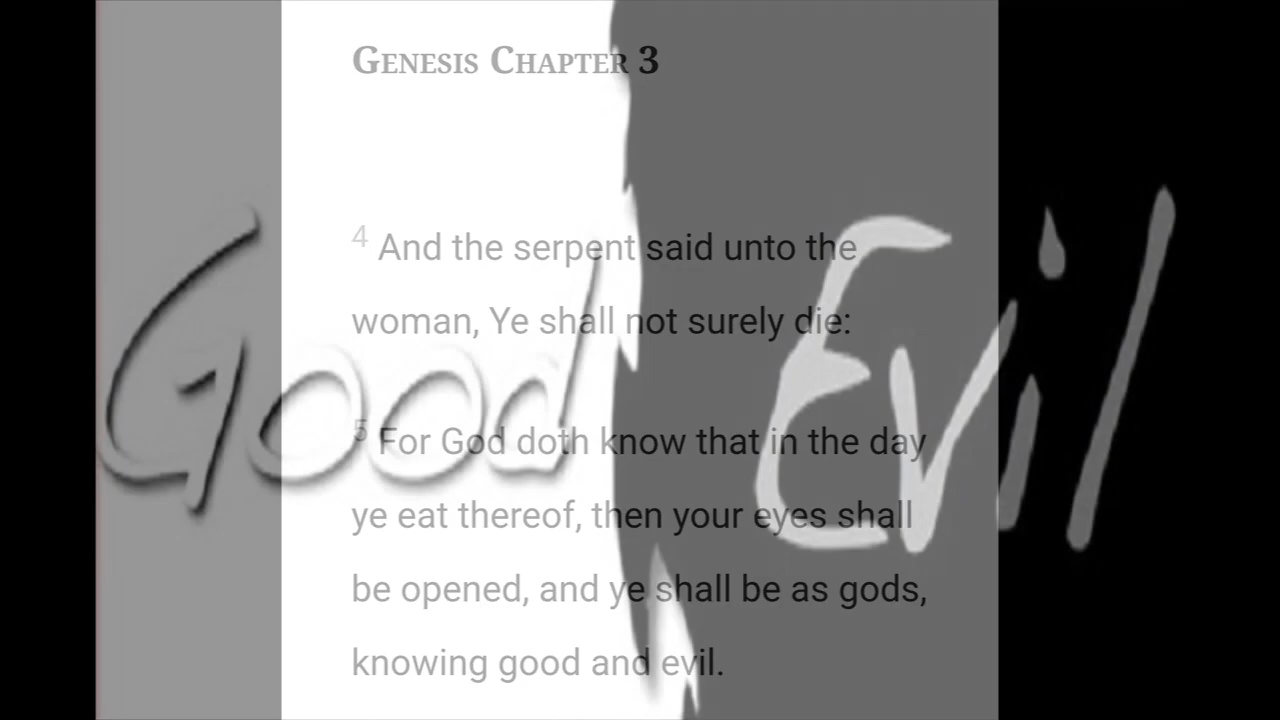 Genesis Chapter 3
4 And the serpent said unto the
woman, Ye shall not surely die:
Good Evil
5 For God doth know that in the day
ye eat thereof, then your eyes shall
be opened, and ye shall be as gods,
knowing good and evil.